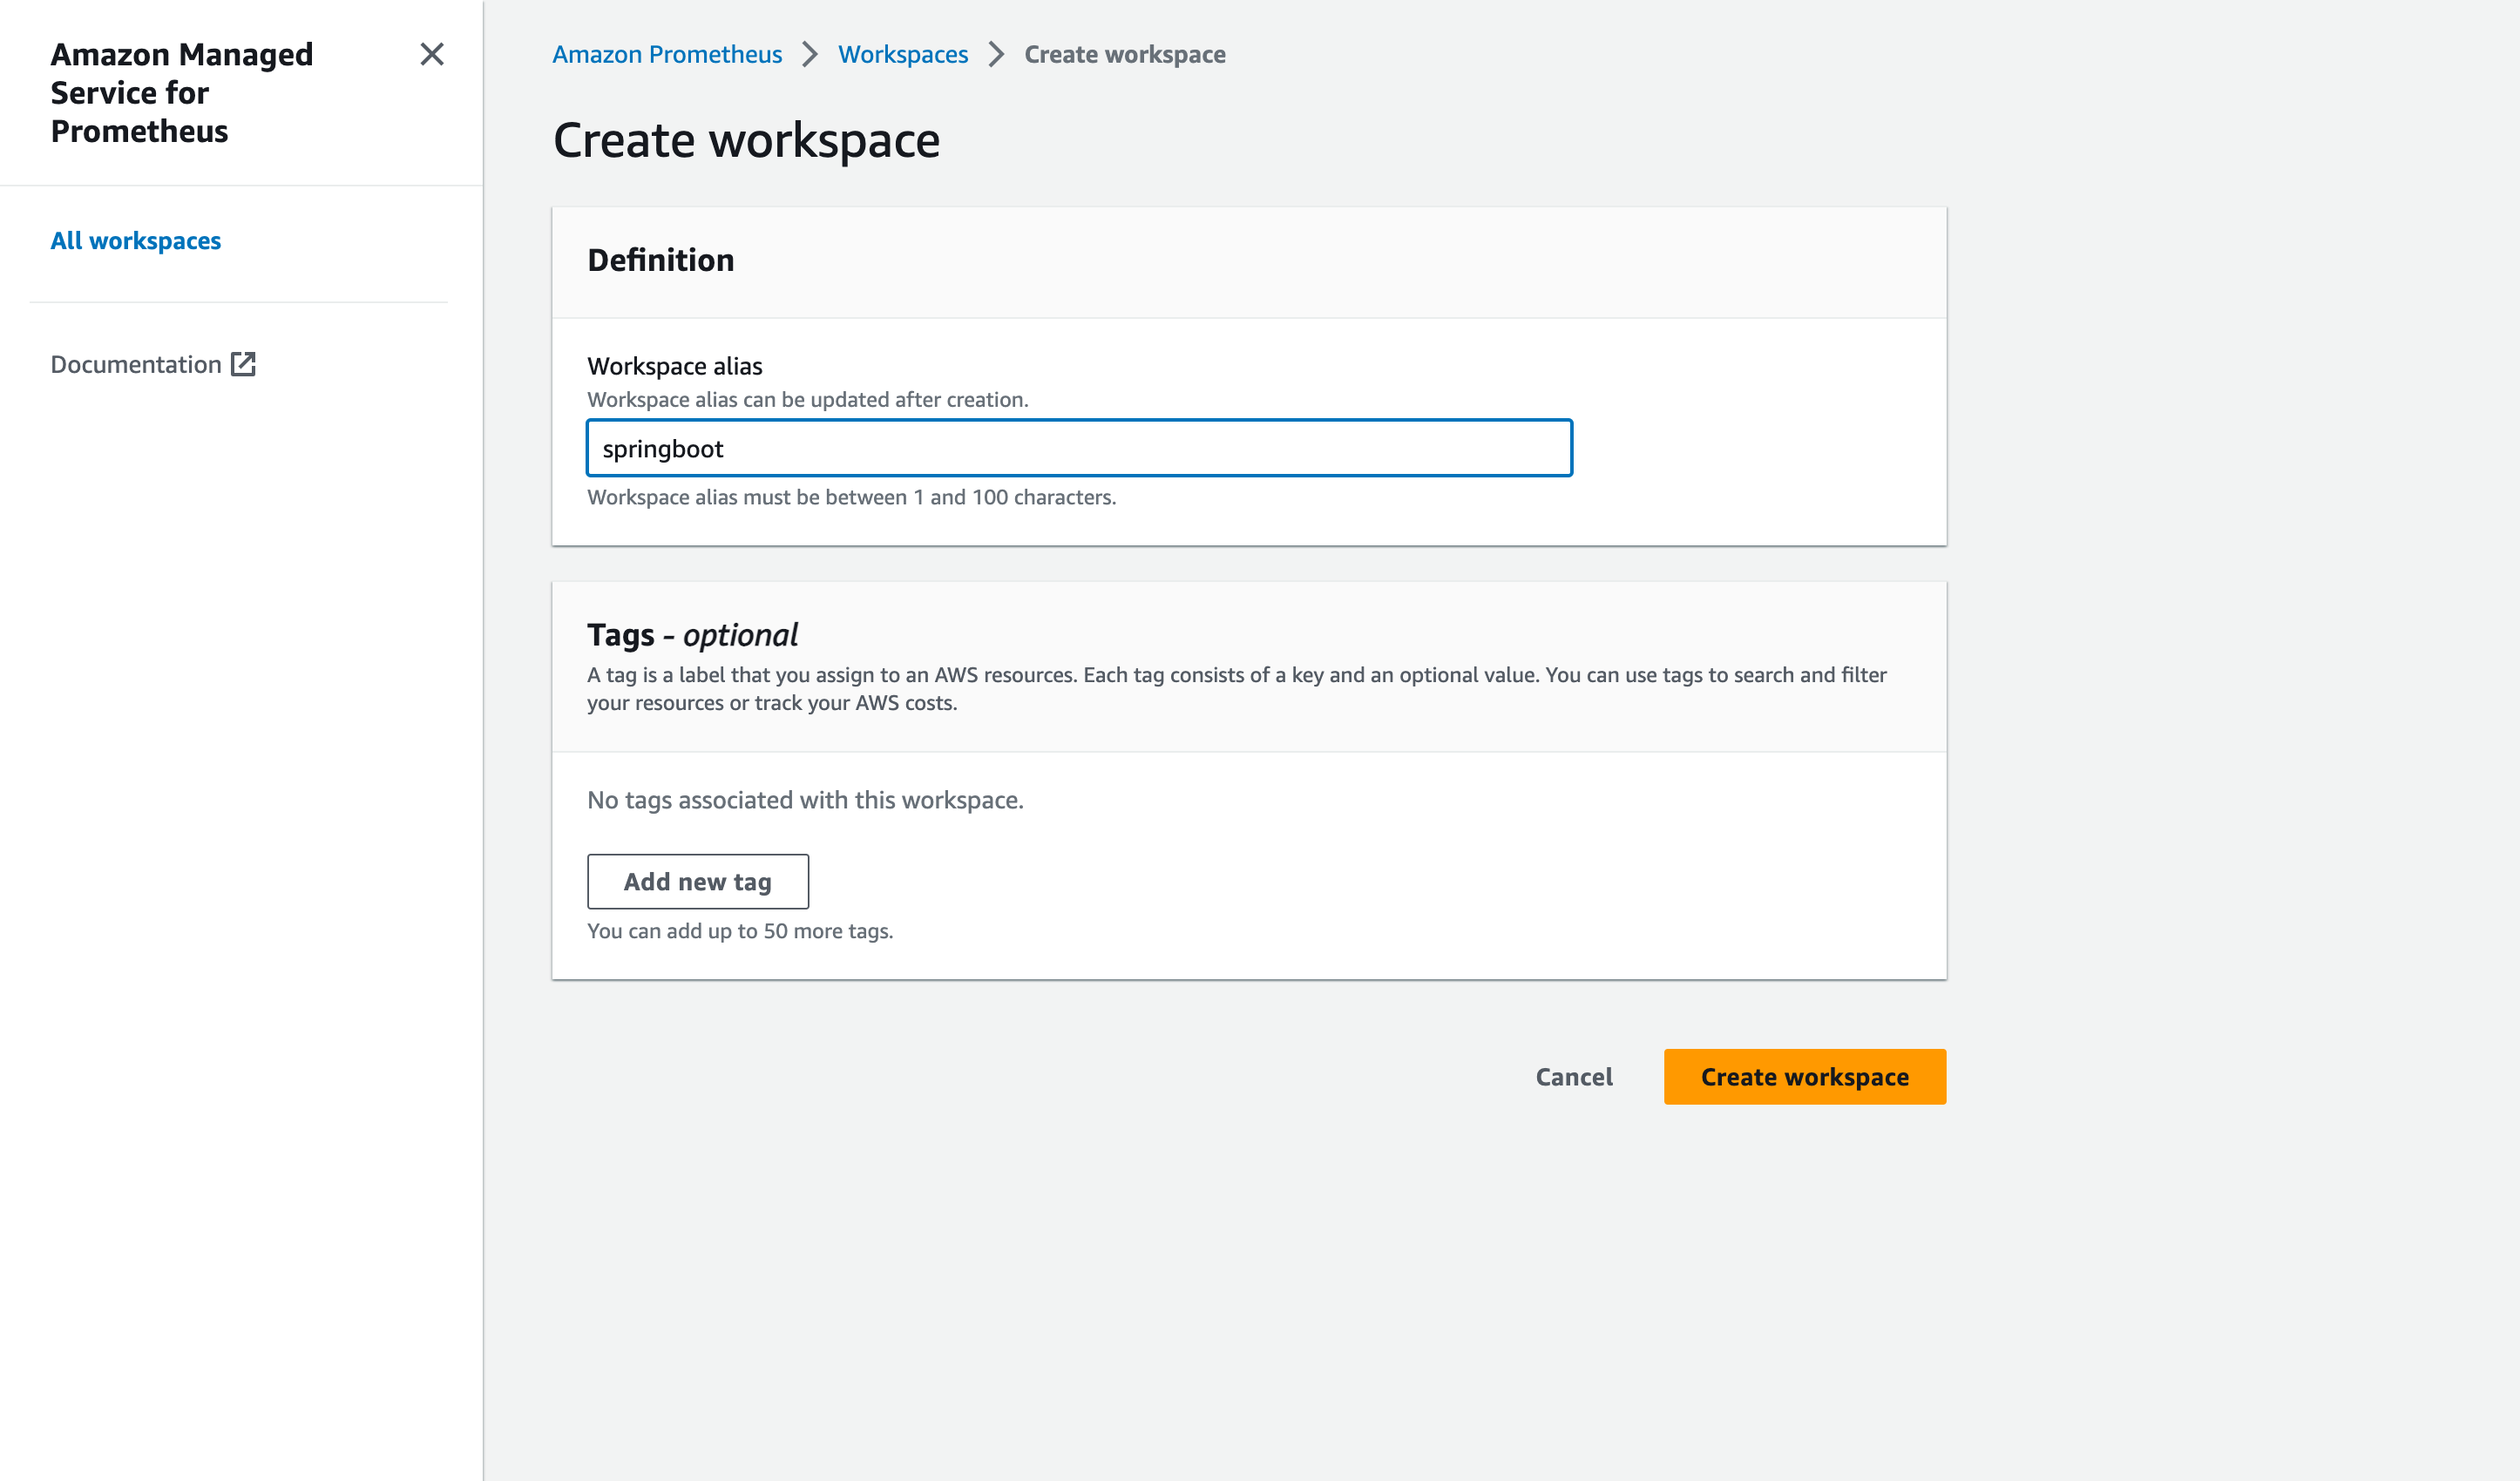 Amazon Managed
Service for
Prometheus
All workspaces
Documentation
Amazon Prometheus
Workspaces
Create workspace
Create workspace
Definition
Workspace alias
Workspace alias can be updated after creation.
springboot
Workspace alias must be between 1 and 100 characters.
Tags - optional
A tag is a label that you assign to an AWS resources. Each tag consists of a key and an optional value. You can use tags to search and filter
your resources or track your AWS costs.
No tags associated with this workspace.
Add new tag
You can add up to 50 more tags.
Cancel
Create workspace